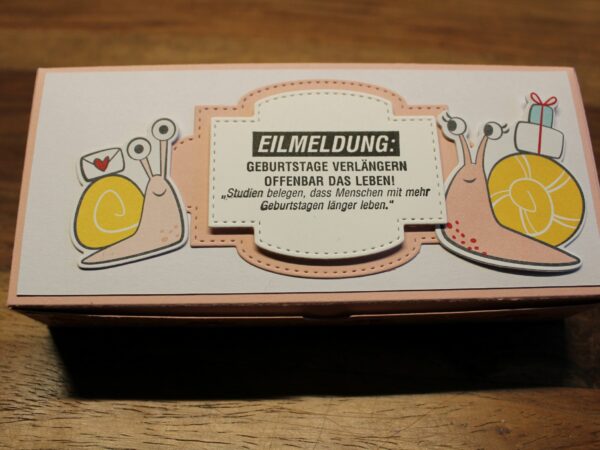 EILMELDUNG:
GEBURTSTAGE VERLÄNGERN
OFFENBAR DAS LEBEN!
„Studien belegen, dass Menschen mit mehr
Geburtstagen länger leben.“